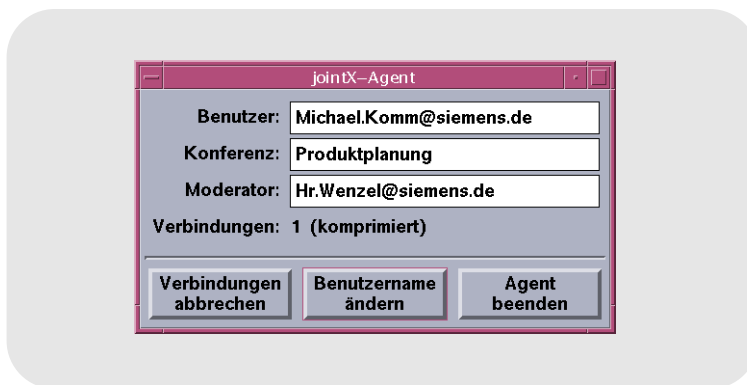 jointX-Agent
Benutzer: Michael.Komm@siemens.de
Konferenz: Produktplanung
Moderator: Hr.Wenzel@siemens.de
Verbindungen: 1 (komprimiert)
Verbindungen abbrechen
Benutzername ändern
Agent beenden